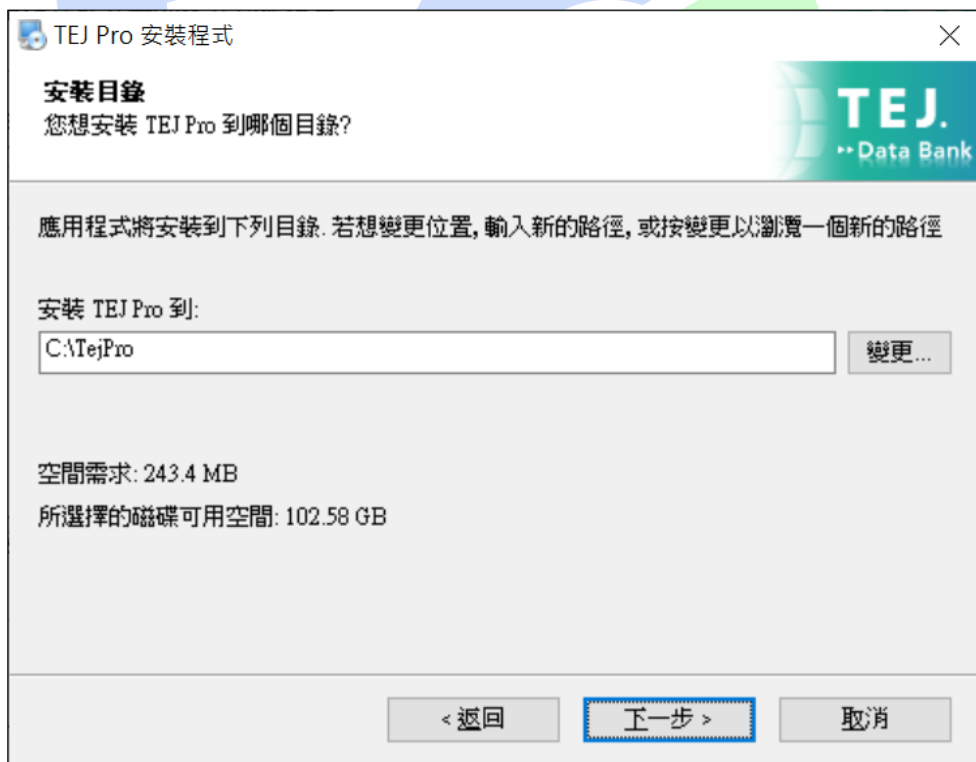 TEJ Pro 安裝程式
安裝目錄
您想安裝 TEJ Pro 到哪個目錄?
TEJ.
Data Bank
應用程式將安裝到下列目錄. 若想變更位置, 輸入新的路徑, 或按變更以瀏覽一個新的路徑
安裝 TEJ Pro 到:
C:\TejPro
變更...
空間需求: 243.4 MB
所選擇的磁碟可用空間: 102.58 GB
< 返回
下一步 >
取消